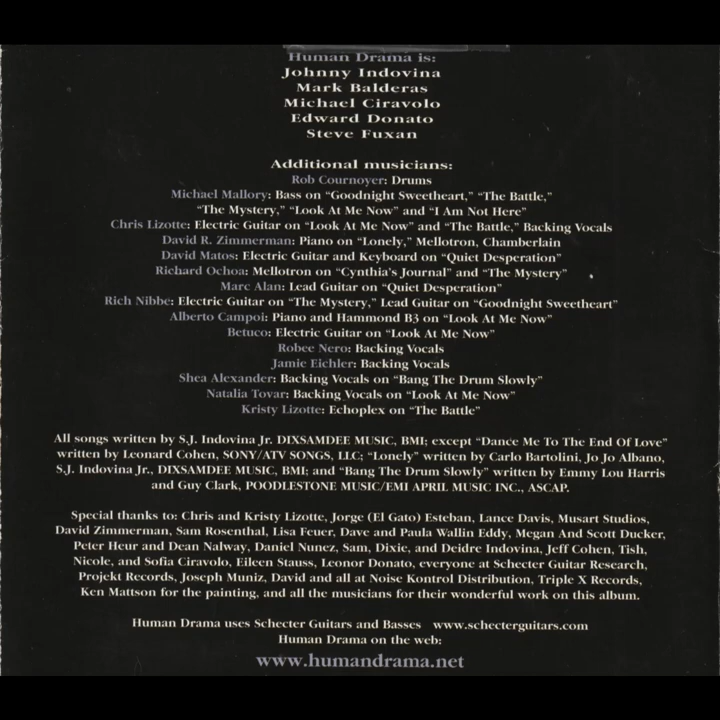 Human Drama is:
Johnny Indovina
Mark Balderas
Michael Ciravolo
Edward Donato
Steve Fuxan
Additional musicians:
Rob Cournoyer: Drums
Michael Mallory: Bass on “Goodnight Sweetheart,” “The Battle,”
“The Mystery,” “Look At Me Now” and “I Am Not Here”
Chris Lizotte: Electric Guitar on “Look At Me Now” and “The Battle,” Backing Vocals
David R. Zimmerman: Piano on “Lonely,” Mellotron, Chamberlain
David Matos: Electric Guitar and Keyboard on “Quiet Desperation”
Richard Ochoa: Mellotron on “Cynthia's Journal” and “The Mystery”
Marc Alan: Lead Guitar on “Quiet Desperation”
Rich Nibbe: Electric Guitar on “The Mystery,” Lead Guitar on “Goodnight Sweetheart”
Alberto Campoi: Piano and Hammond B3 on “Look At Me Now”
Betuco: Electric Guitar on “Look At Me Now”
Robee Nero: Backing Vocals
Jamie Eichler: Backing Vocals
Shea Alexander: Backing Vocals on “Bang The Drum Slowly”
Natalia Tovar: Backing Vocals on “Look At Me Now”
Kristy Lizotte: Echoplex on “The Battle”
All songs written by S.J. Indovina Jr. DIXSAMDEE MUSIC, BMI; except “Dance Me To The End Of Love”
written by Leonard Cohen, SONY/ATV SONGS, LLC; “Lonely” written by Carlo Bartolini, Jo Jo Albano,
S.J. Indovina Jr., DIXSAMDEE MUSIC, BMI; and “Bang The Drum Slowly” written by Emmy Lou Harris
and Guy Clark, POODLESTONE MUSIC/EMI APRIL MUSIC INC., ASCAP.
Special thanks to: Chris and Kristy Lizotte, Jorge (El Gato) Esteban, Lance Davis, Musart Studios,
David Zimmerman, Sam Rosenthal, Lisa Feuer, Dave and Paula Wallin Eddy, Megan And Scott Ducker,
Peter Heur and Dean Nalway, Daniel Nunez, Sam, Dixie, and Deidre Indovina, Jeff Cohen, Tish,
Nicole, and Sofia Ciravolo, Eileen Stauss, Leonor Donato, everyone at Schecter Guitar Research,
Projekt Records, Joseph Muniz, David and all at Noise Kontrol Distribution, Triple X Records,
Ken Mattson for the painting, and all the musicians for their wonderful work on this album.
Human Drama uses Schecter Guitars and Basses www.schecterguitars.com
Human Drama on the web:
www.humandrama.net